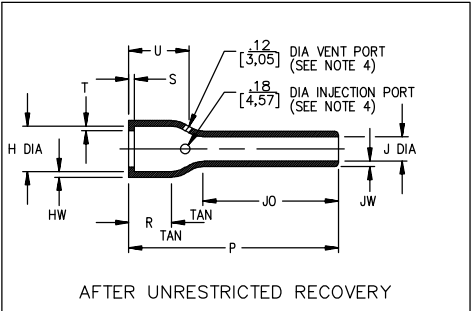 U
.12
[3,05]
DIA VENT PORT
(SEE NOTE 4)
T
S
.18
[4,57]
DIA INJECTION PORT
(SEE NOTE 4)
H DIA
J DIA
HW
R
TAN
TAN
JO
JW
P
AFTER UNRESTRICTED RECOVERY